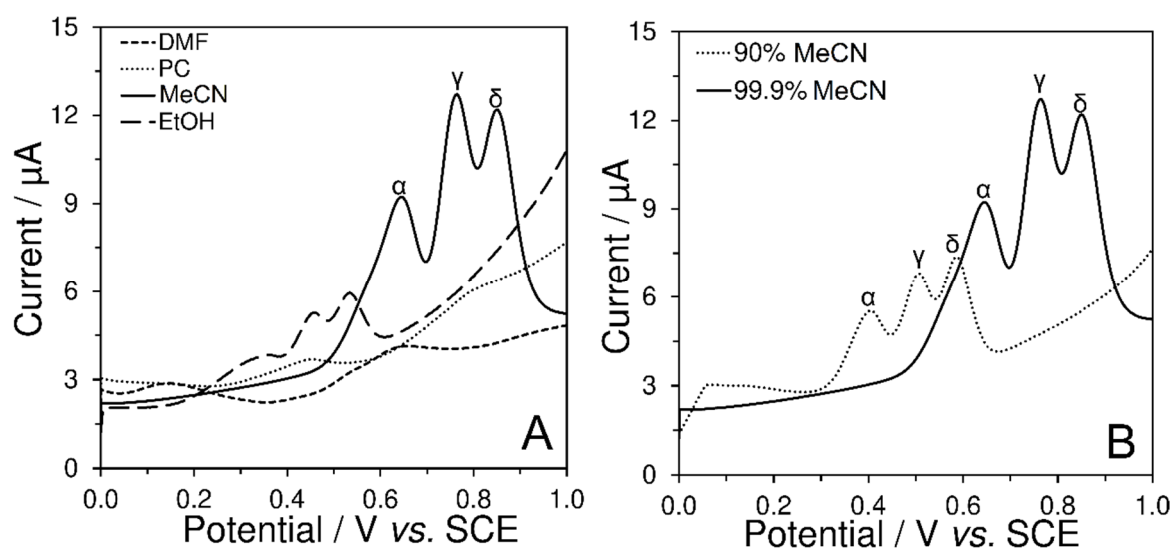 DMF
PC
MeCN
EtOH
15
12
9
6
3
0
Current / µA
α
γ
δ
A
0.0 0.2 0.4 0.6 0.8 1.0
Potential / V vs. SCE
90% MeCN
99.9% MeCN
15
12
9
6
3
0
Current / µA
α
γ
δ
α
γ
δ
B
0.0 0.2 0.4 0.6 0.8 1.0
Potential / V vs. SCE